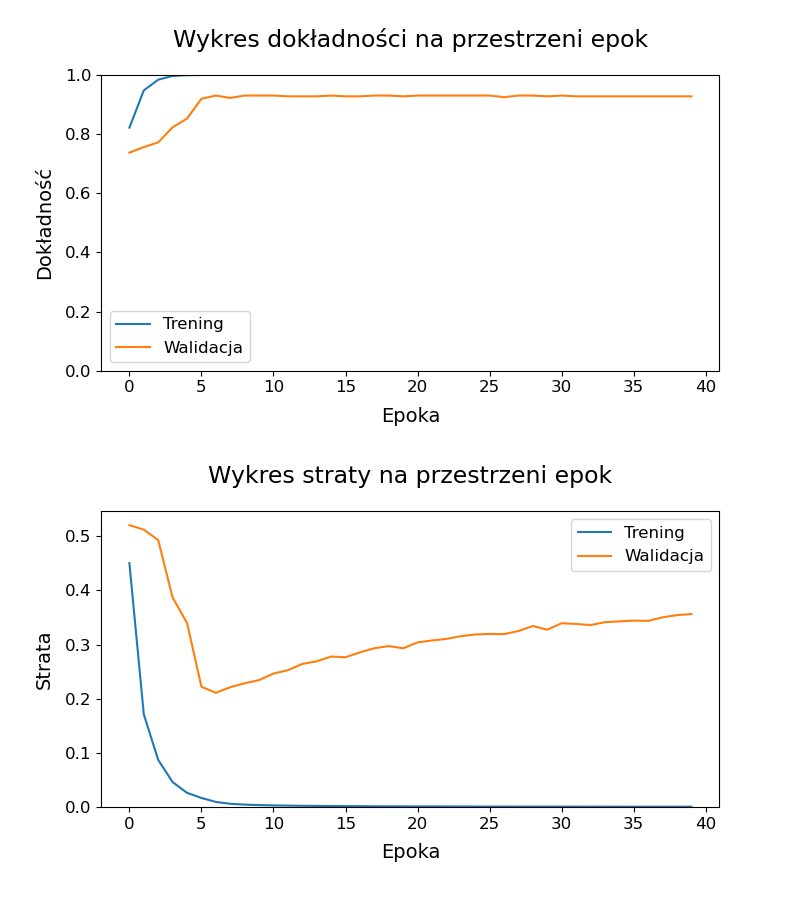 Wykres dokładności na przestrzeni epok
1.0
0.8
0.6
0.4
0.2
0.0
Dokładność
Trening
Walidacja
0 5 10 15 20 25 30 35 40
Epoka
Wykres straty na przestrzeni epok
0.5
0.4
0.3
0.2
0.1
0.0
Strata
Trening
Walidacja
0 5 10 15 20 25 30 35 40
Epoka